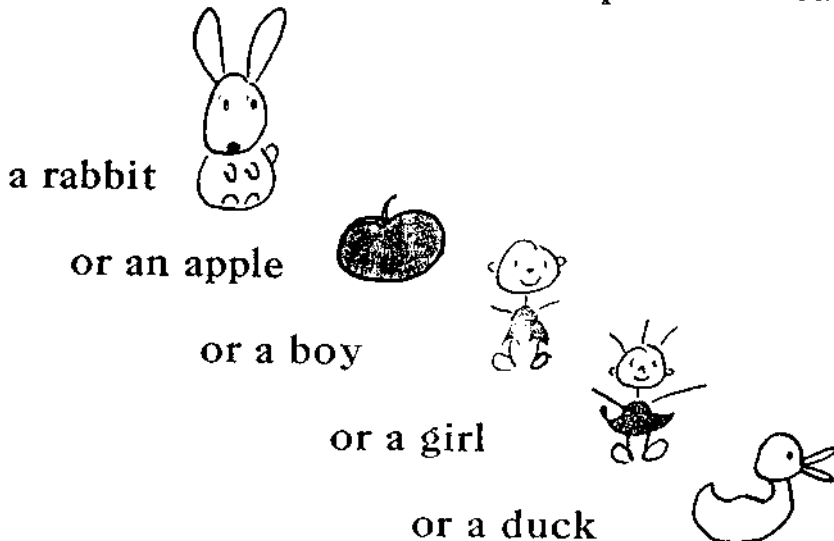 a rabbit
or an apple
or a boy
or a girl
or a duck